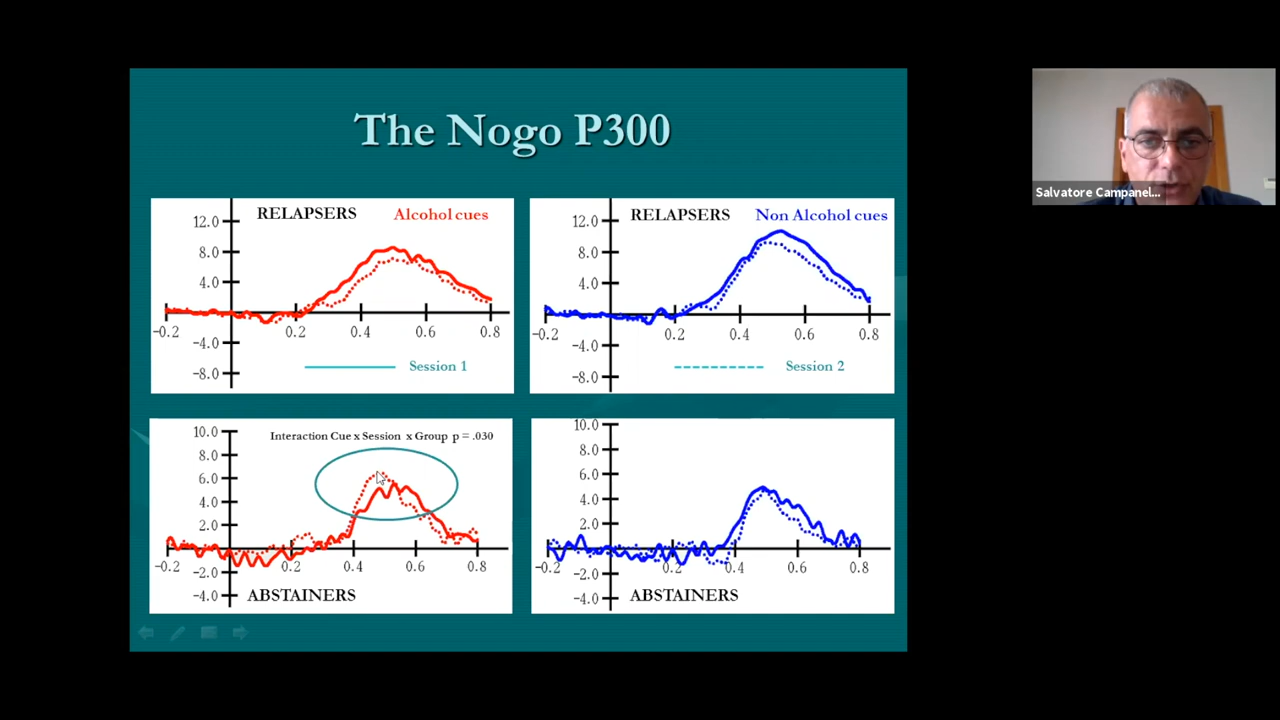 The Nogo P300
RELAPSERS Alcohol cues
12.0
8.0
4.0
-0.2 0.2 0.4 0.6 0.8
-4.0
-8.0
Session 1
RELAPSERS Non Alcohol cues
12.0
8.0
4.0
-0.2 0.2 0.4 0.6 0.8
-4.0
-8.0
Session 2
Interaction Cue x Session x Group p = .030
10.0
8.0
6.0
4.0
2.0
-0.2 0.2 0.4 0.6 0.8
-2.0
-4.0
ABSTAINERS
10.0
8.0
6.0
4.0
2.0
-0.2 0.2 0.4 0.6 0.8
-2.0
-4.0
ABSTAINERS
Salvatore Campanel...